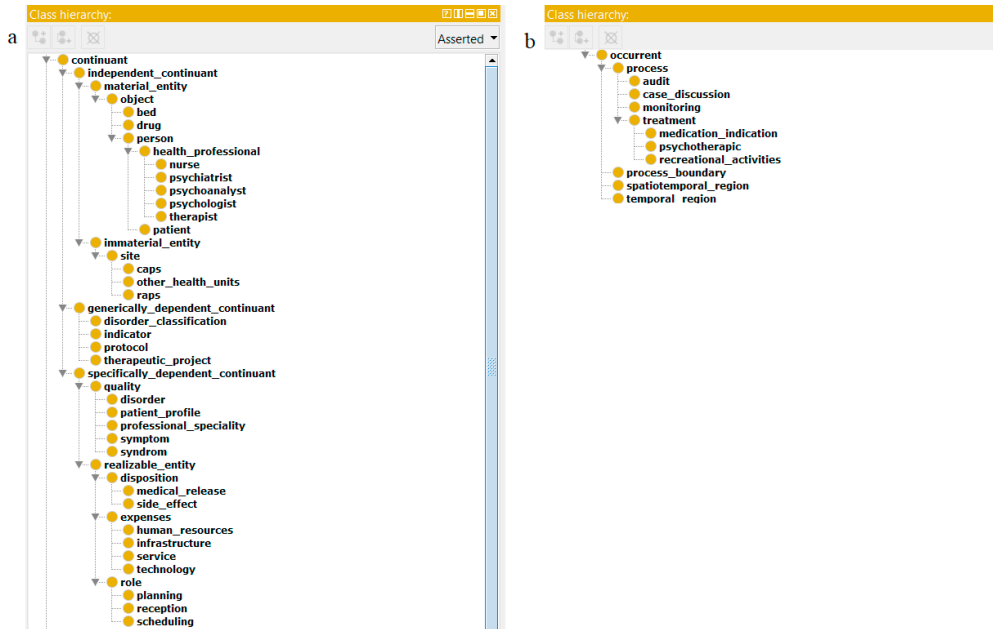 Class hierarchy:
a
Asserted
continuant
independent_continuant
material_entity
object
bed
drug
person
health_professional
nurse
psychiatrist
psychoanalyst
psychologist
therapist
patient
immaterial_entity
site
caps
other_health_units
raps
generically_dependent_continuant
disorder_classification
indicator
protocol
therapeutic_project
specifically_dependent_continuant
quality
disorder
patient_profile
professional_speciality
symptom
syndrom
realizable_entity
disposition
medical_release
side_effect
expenses
human_resources
infrastructure
service
technology
role
planning
reception
scheduling
Class hierarchy:
b
occurrent
process
audit
case_discussion
monitoring
treatment
medication_indication
psychotherapic
recreational_activities
process_boundary
spatiotemporal_region
temporal_region